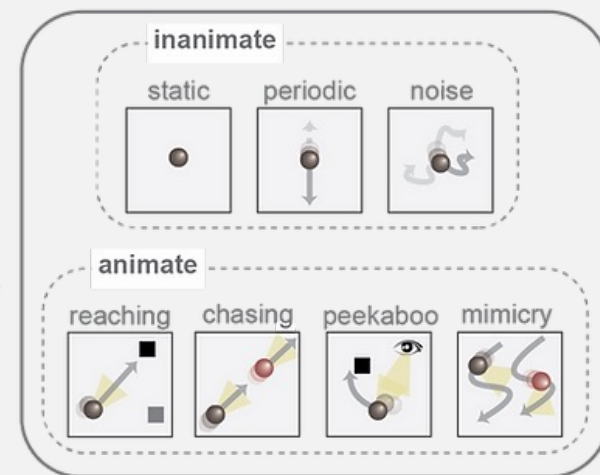 inanimate
static periodic noise
animate
reaching chasing peekaboo mimicry